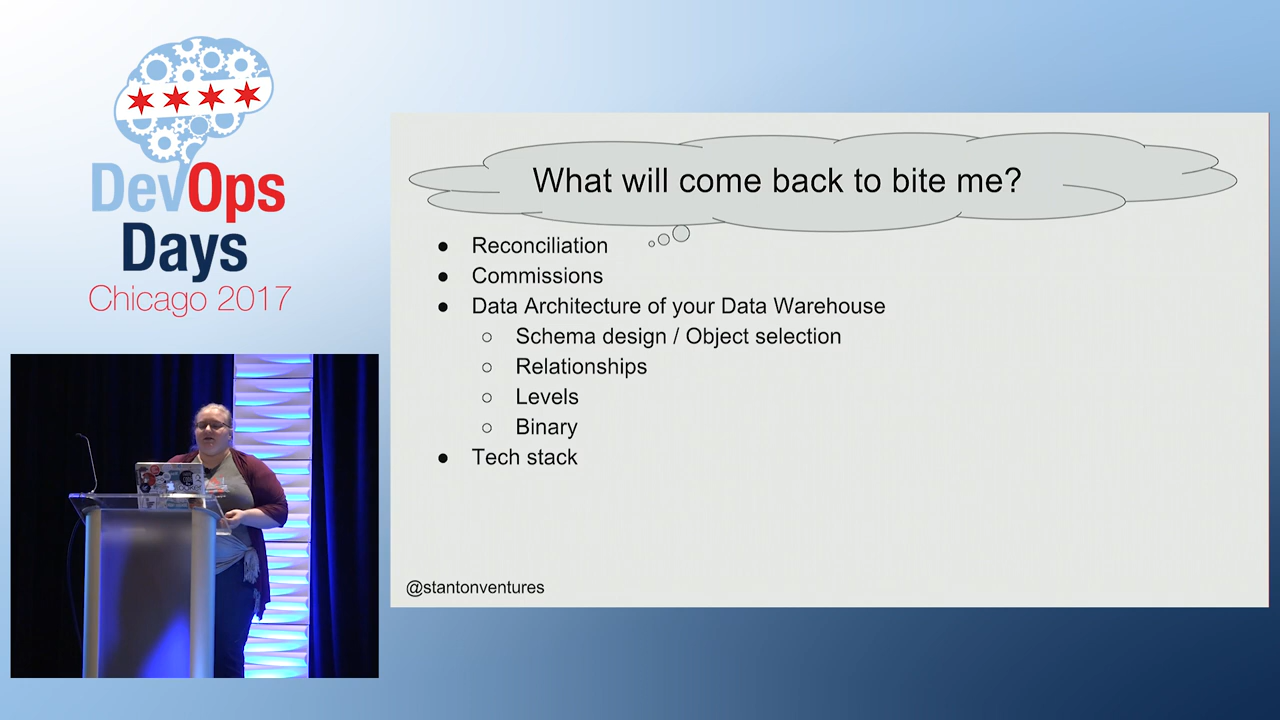 DevOps
Days
Chicago 2017
What will come back to bite me?
● Reconciliation
● Commissions
● Data Architecture of your Data Warehouse
○ Schema design / Object selection
○ Relationships
○ Levels
○ Binary
● Tech stack
@stantonventures